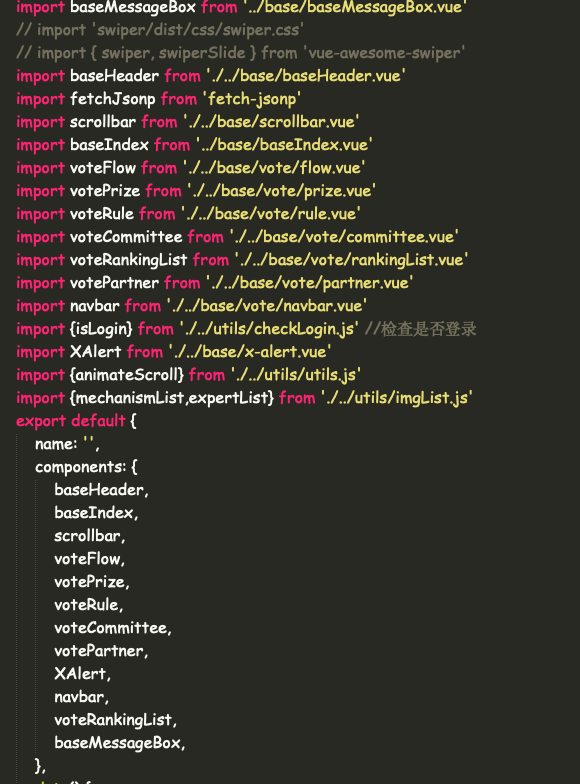 import baseMessageBox from '../base/baseMessageBox.vue'
// import 'swiper/dist/css/swiper.css'
// import { swiper, swiperSlide } from 'vue-awesome-swiper'
import baseHeader from './../base/baseHeader.vue'
import fetchJsonp from 'fetch-jsonp'
import scrollbar from './../base/scrollbar.vue'
import baseIndex from '../base/baseIndex.vue'
import voteFlow from './../base/vote/flow.vue'
import votePrize from './../base/vote/prize.vue'
import voteRule from './../base/vote/rule.vue'
import voteCommittee from './../base/vote/committee.vue'
import voteRankingList from './../base/vote/rankingList.vue'
import votePartner from './../base/vote/partner.vue'
import navbar from './../base/vote/navbar.vue'
import {isLogin} from './../utils/checkLogin.js' //检查是否登录
import XAlert from './../base/x-alert.vue'
import {animateScroll} from './../utils/utils.js'
import {mechanismList,expertList} from './../utils/imgList.js'
export default {
name: '',
components: {
baseHeader,
baseIndex,
scrollbar,
voteFlow,
votePrize,
voteRule,
voteCommittee,
votePartner,
XAlert,
navbar,
voteRankingList,
baseMessageBox,
},